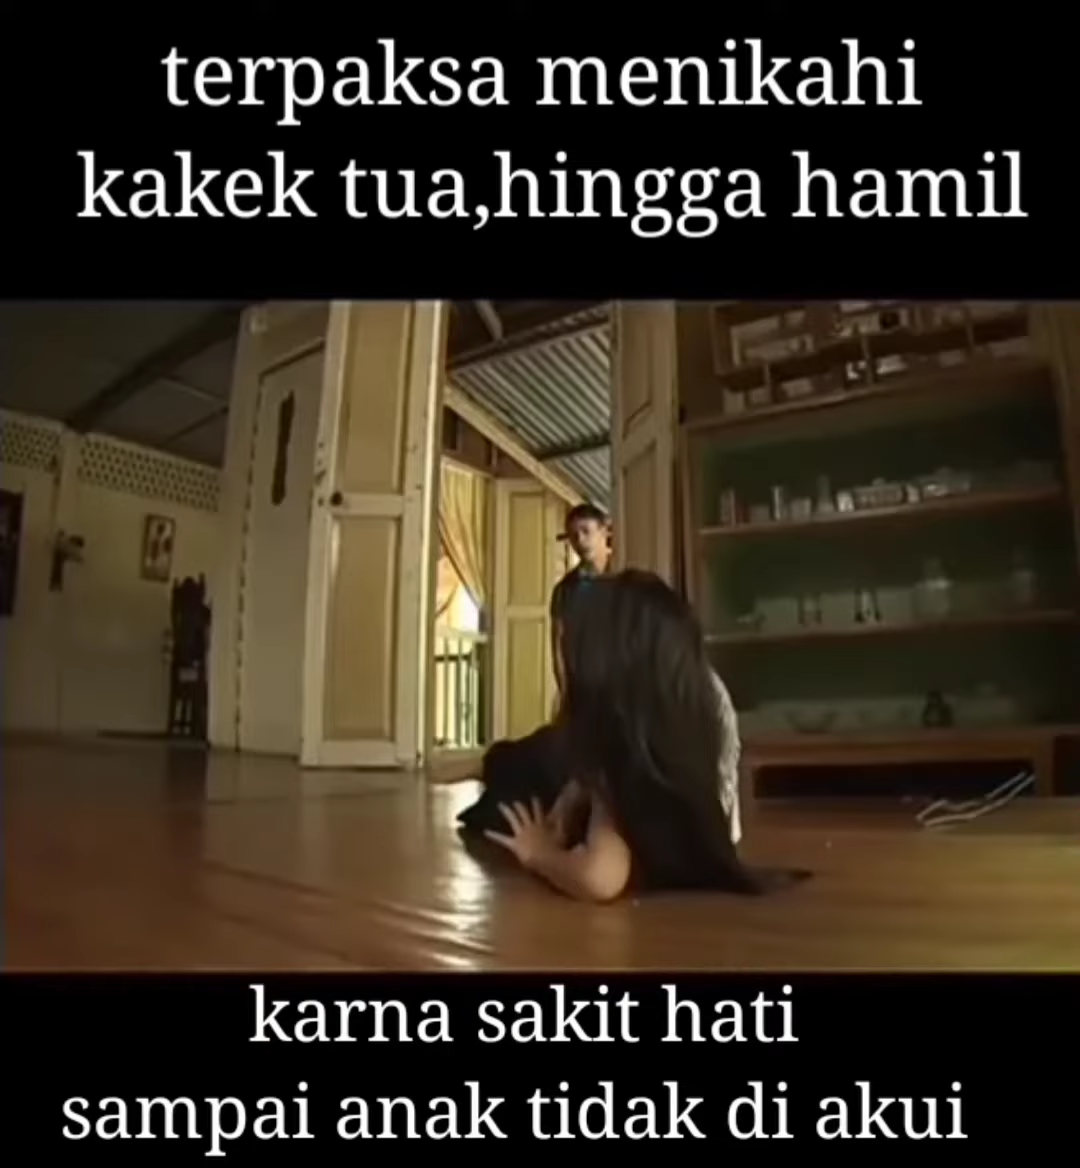 terpaksa menikahi
kakek tua,hingga hamil
karna sakit hati
sampai anak tidak di akui